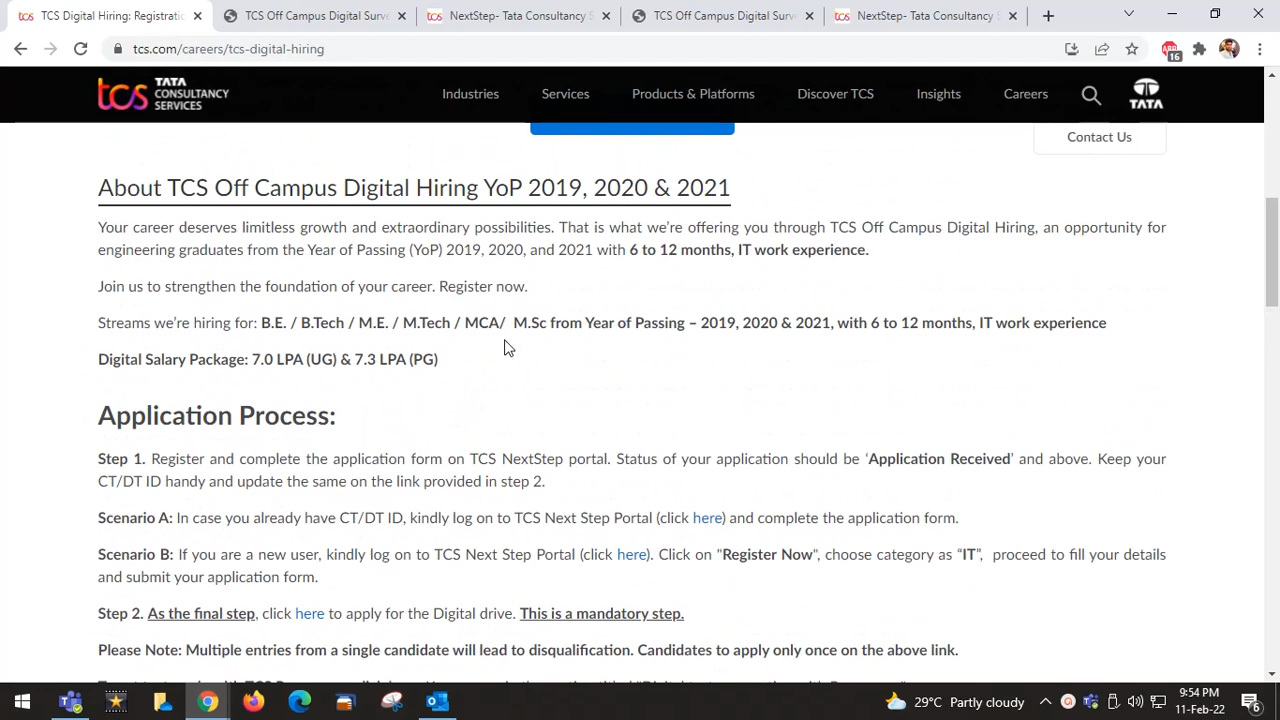 TCS Digital Hiring: Registratio
TCS Off Campus Digital Surve
NextStep- Tata Consultancy S
TCS Off Campus Digital Surve
NextStep- Tata Consultancy S
tcs.com/careers/tcs-digital-hiring
16
tcs TATA CONSULTANCY SERVICES
Industries
Services
Products & Platforms
Discover TCS
Insights
Careers
TATA
Contact Us
About TCS Off Campus Digital Hiring YoP 2019, 2020 & 2021
Your career deserves limitless growth and extraordinary possibilities. That is what we’re offering you through TCS Off Campus Digital Hiring, an opportunity for
engineering graduates from the Year of Passing (YoP) 2019, 2020, and 2021 with 6 to 12 months, IT work experience.
Join us to strengthen the foundation of your career. Register now.
Streams we’re hiring for: B.E. / B.Tech / M.E. / M.Tech / MCA/ M.Sc from Year of Passing – 2019, 2020 & 2021, with 6 to 12 months, IT work experience
Digital Salary Package: 7.0 LPA (UG) & 7.3 LPA (PG)
Application Process:
Step 1. Register and complete the application form on TCS NextStep portal. Status of your application should be ‘Application Received’ and above. Keep your
CT/DT ID handy and update the same on the link provided in step 2.
Scenario A: In case you already have CT/DT ID, kindly log on to TCS Next Step Portal (click here) and complete the application form.
Scenario B: If you are a new user, kindly log on to TCS Next Step Portal (click here). Click on "Register Now", choose category as “IT”, proceed to fill your details
and submit your application form.
Step 2. As the final step, click here to apply for the Digital drive. This is a mandatory step.
Please Note: Multiple entries from a single candidate will lead to disqualification. Candidates to apply only once on the above link.
29°C Partly cloudy
9:54 PM
11-Feb-22
6